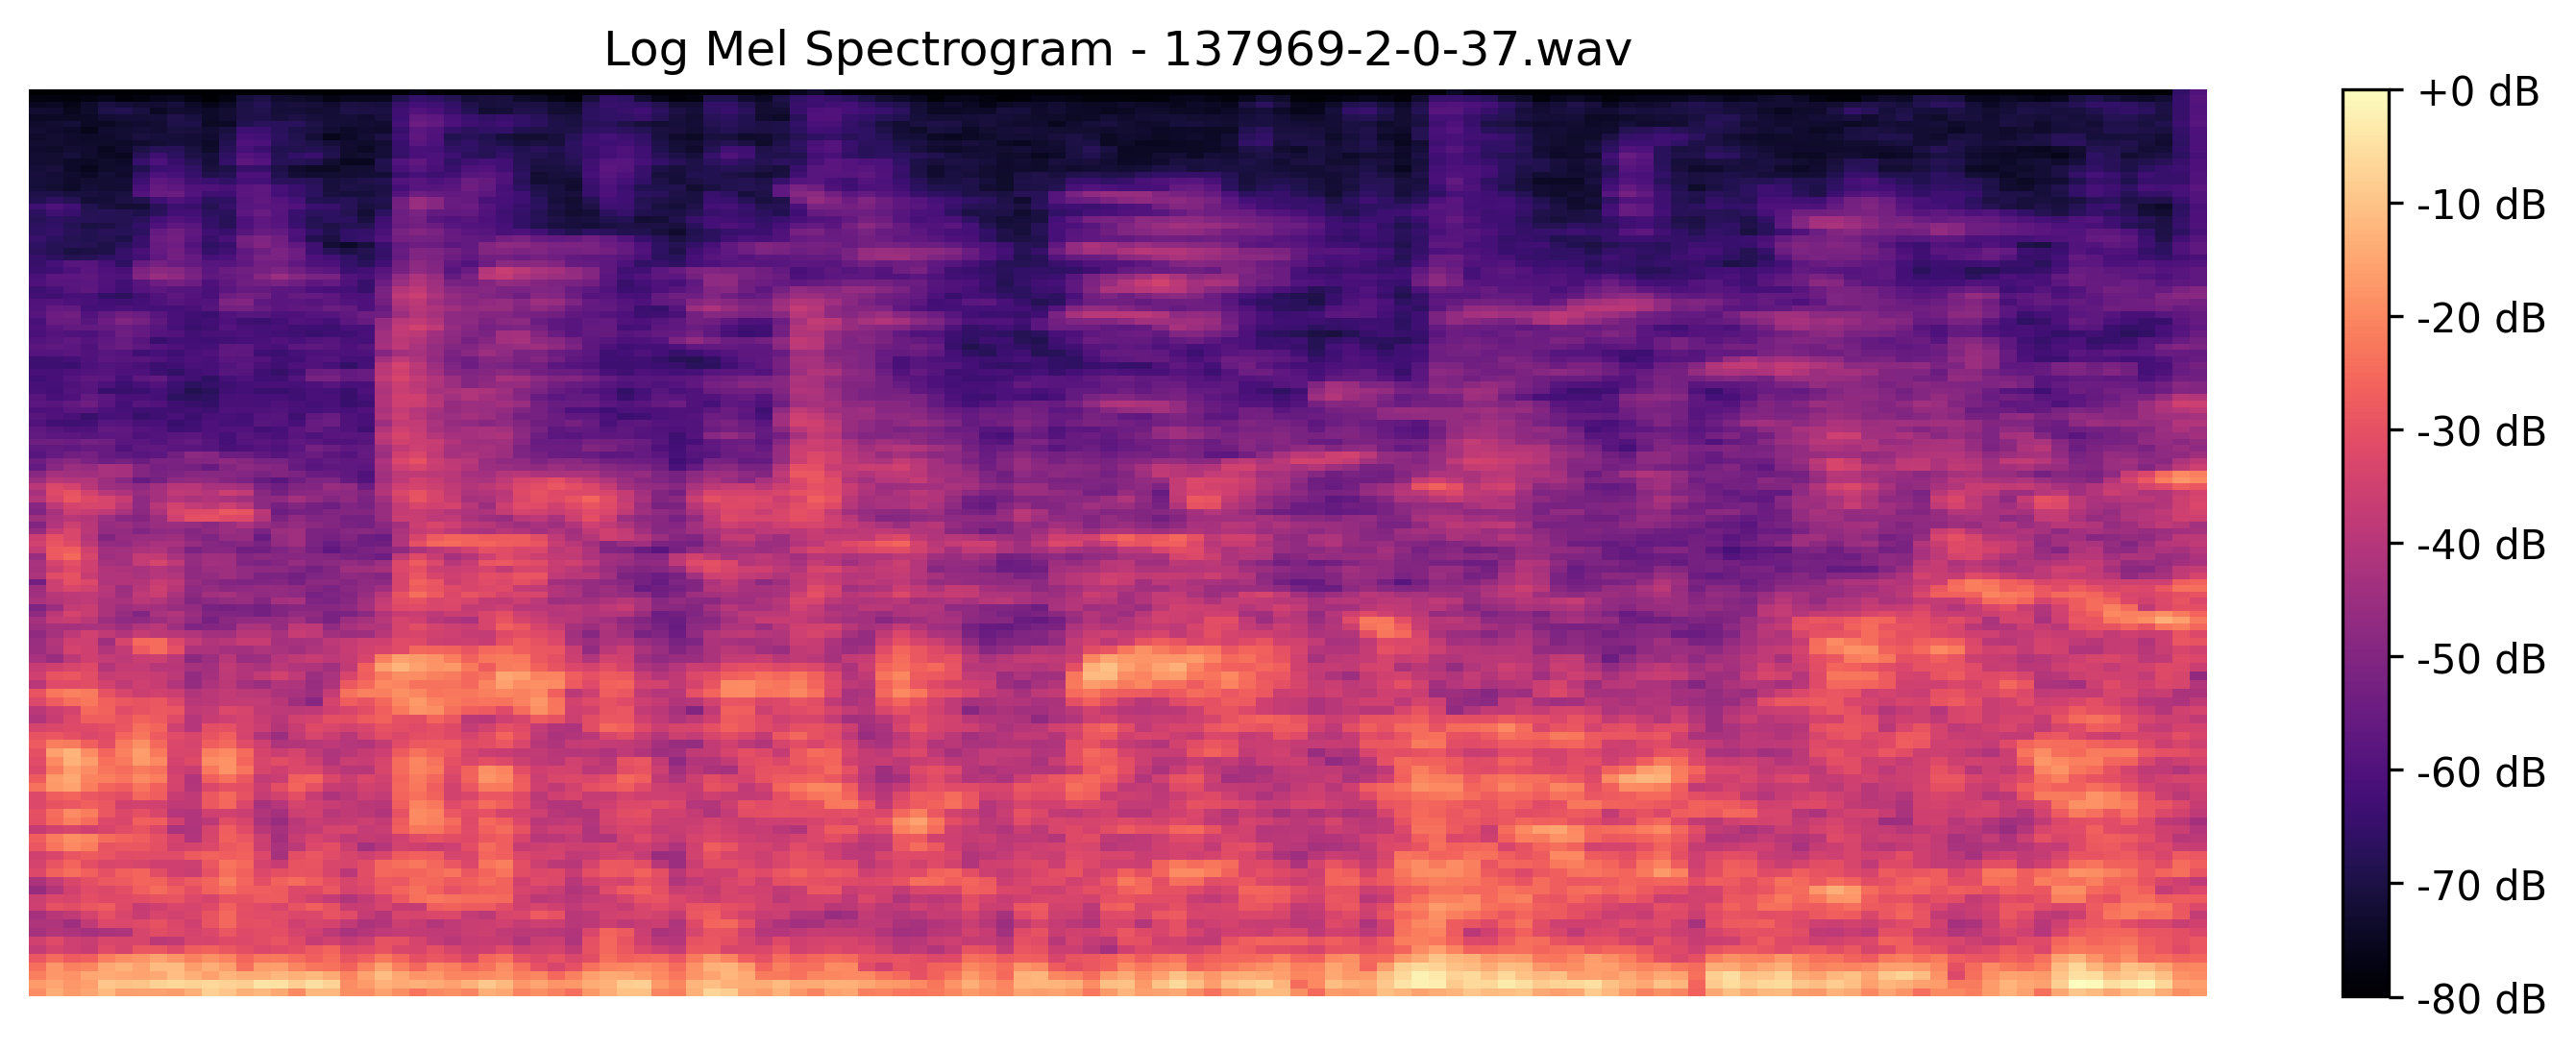 Log Mel Spectrogram - 137969-2-0-37.wav
+0 dB
-10 dB
-20 dB
-30 dB
-40 dB
-50 dB
-60 dB
-70 dB
-80 dB